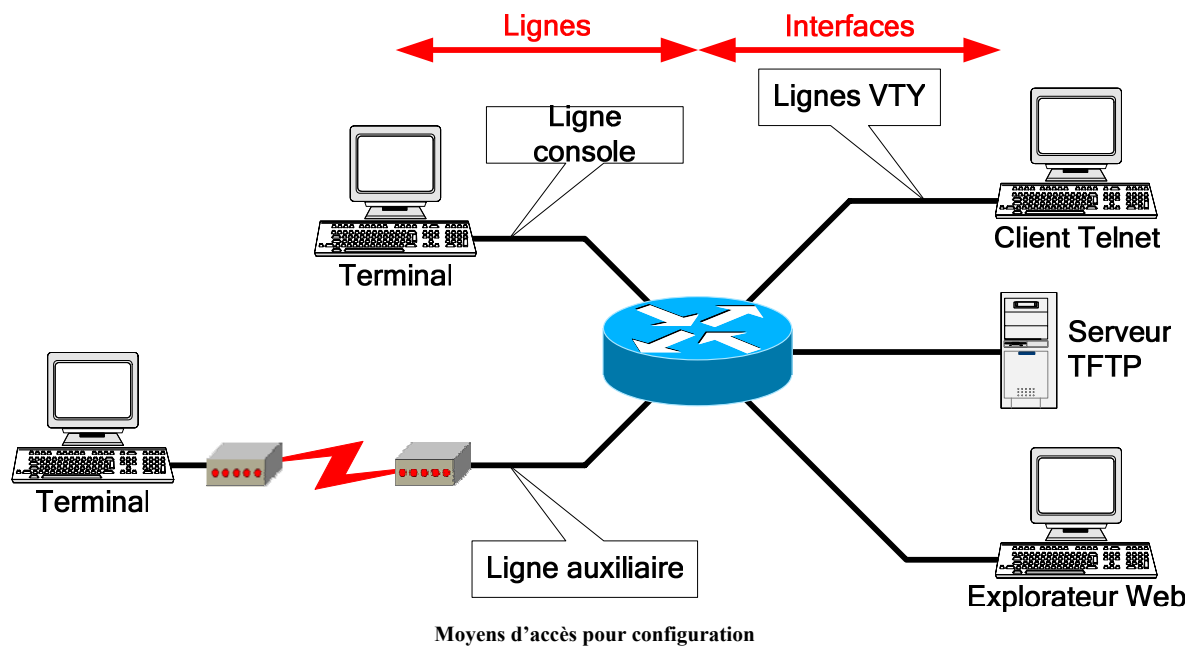 Lignes
Interfaces
Ligne
console
Lignes VTY
Terminal
Client Telnet
Serveur
TFTP
Terminal
Ligne auxiliaire
Explorateur Web
Moyens d’accès pour configuration